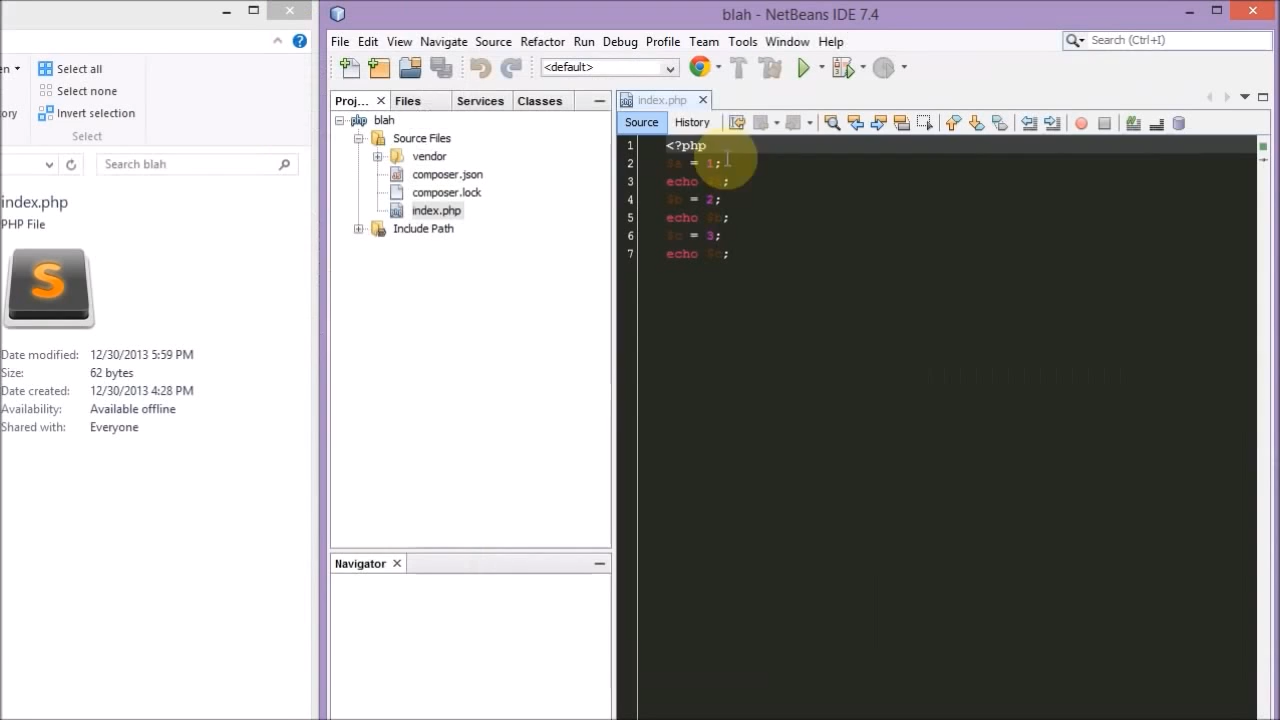 blah - NetBeans IDE 7.4
File Edit View Navigate Source Refactor Run Debug Profile Team Tools Window Help
Search (Ctrl+I)
<default>
Select all
Select none
Invert selection
Select
Search blah
index.php
PHP File
Date modified: 12/30/2013 5:59 PM
Size: 62 bytes
Date created: 12/30/2013 4:28 PM
Availability: Available offline
Shared with: Everyone
Proj... Files Services Classes
blah
Source Files
vendor
composer.json
composer.lock
index.php
Include Path
Navigator
index.php
Source History
1 <?php
2 $a = 1;
3 echo
4 $b = 2;
5 echo $b;
6 $c = 3;
7 echo $c;